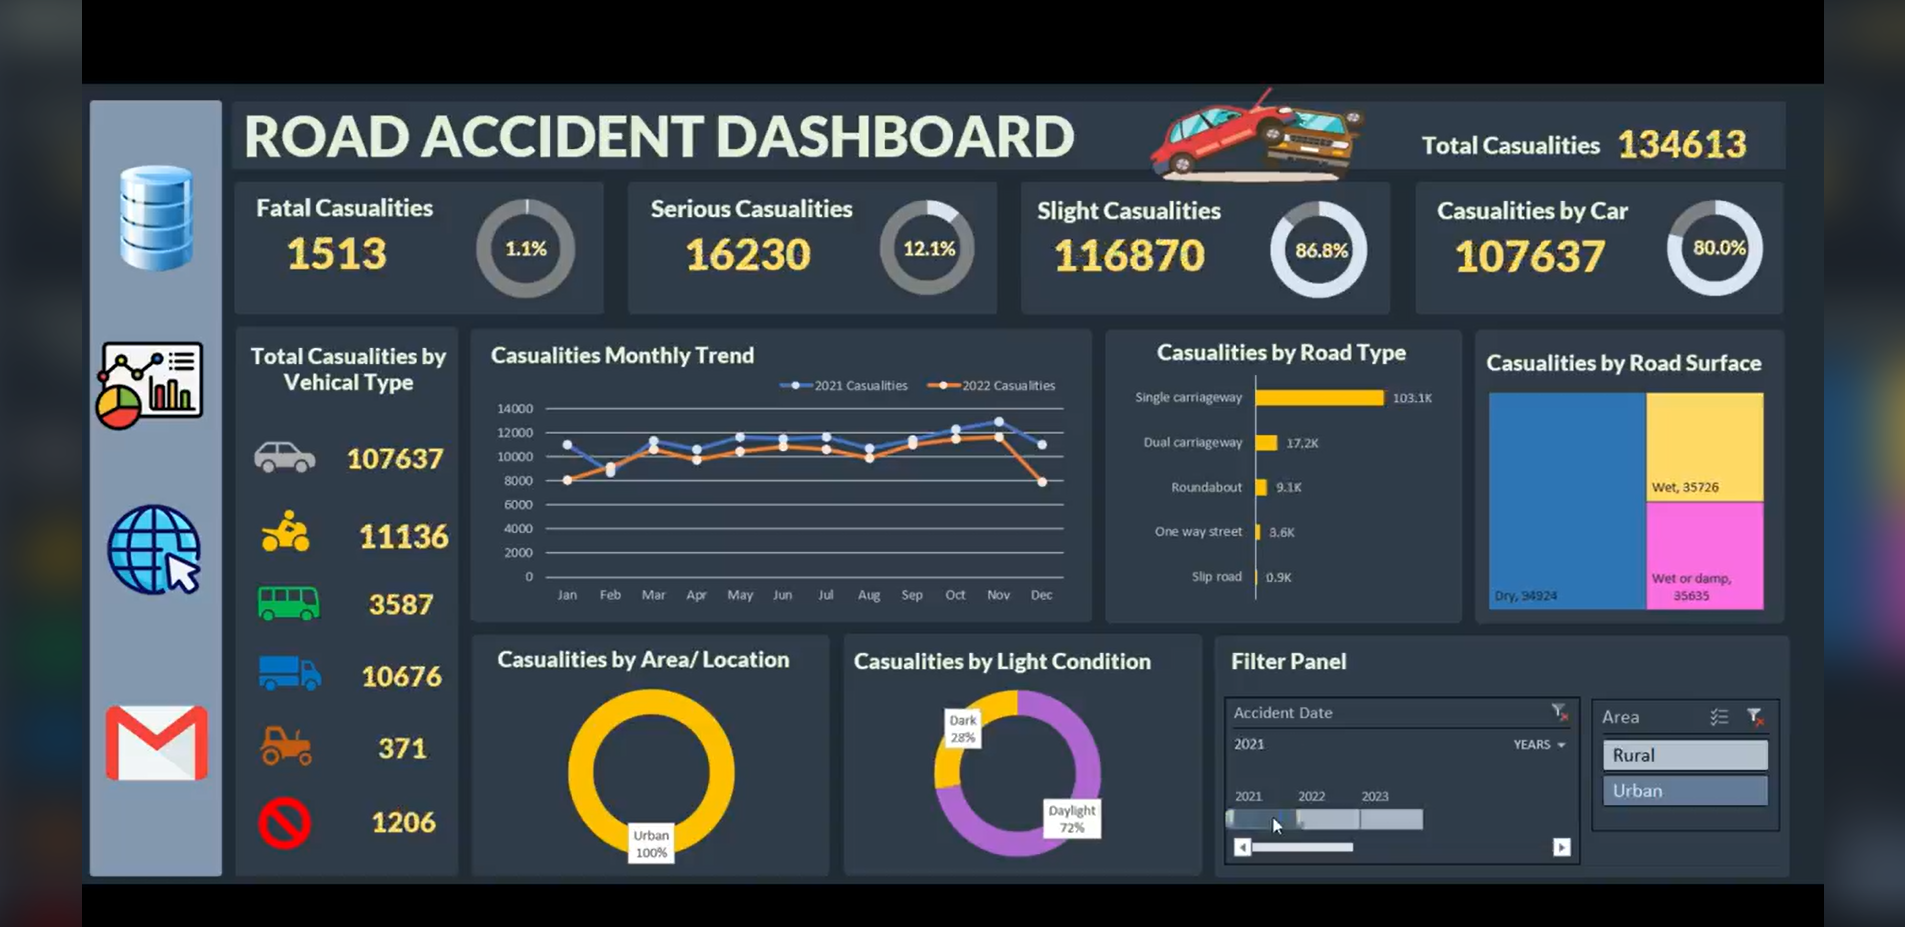 ROAD ACCIDENT DASHBOARD
Total Casualities 134613
Fatal Casualities
1513
1.1%
Serious Casualities
16230
12.1%
Slight Casualities
116870
86.8%
Casualities by Car
107637
80.0%
Total Casualities by
Vehical Type
107637
11136
3587
10676
371
1206
Casualities Monthly Trend
2021 Casualities
2022 Casualities
14000
12000
10000
8000
6000
4000
2000
0
Jan Feb Mar Apr May Jun Jul Aug Sep Oct Nov Dec
Casualities by Road Type
Single carriageway 103.1K
Dual carriageway 17.2K
Roundabout 9.1K
One way street 3.6K
Slip road 0.9K
Casualities by Road Surface
Wet, 35726
Wet or damp,
35635
Dry, 94924
Casualities by Area/ Location
Urban
100%
Casualities by Light Condition
Dark
28%
Daylight
72%
Filter Panel
Accident Date
2021 YEARS
2021 2022 2023
Area
Rural
Urban